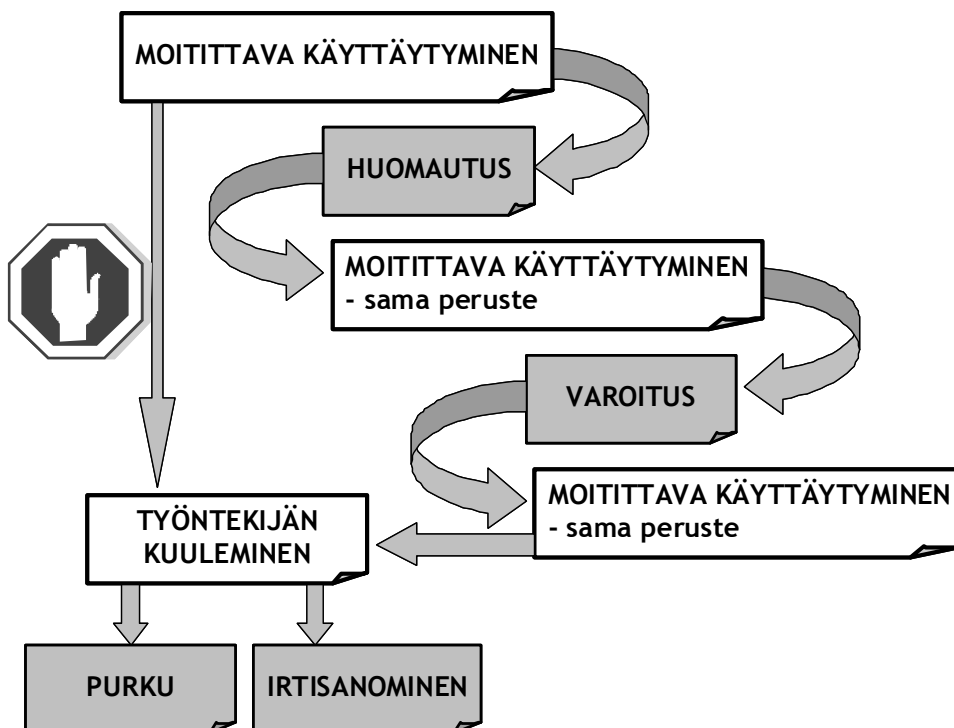 MOITITTAVA KÄYTTÄYTYMINEN
HUOMAUTUS
MOITITTAVA KÄYTTÄYTYMINEN
- sama peruste
VAROITUS
MOITITTAVA KÄYTTÄYTYMINEN
- sama peruste
TYÖNTEKIJÄN
KUULEMINEN
PURKU
IRTISANOMINEN